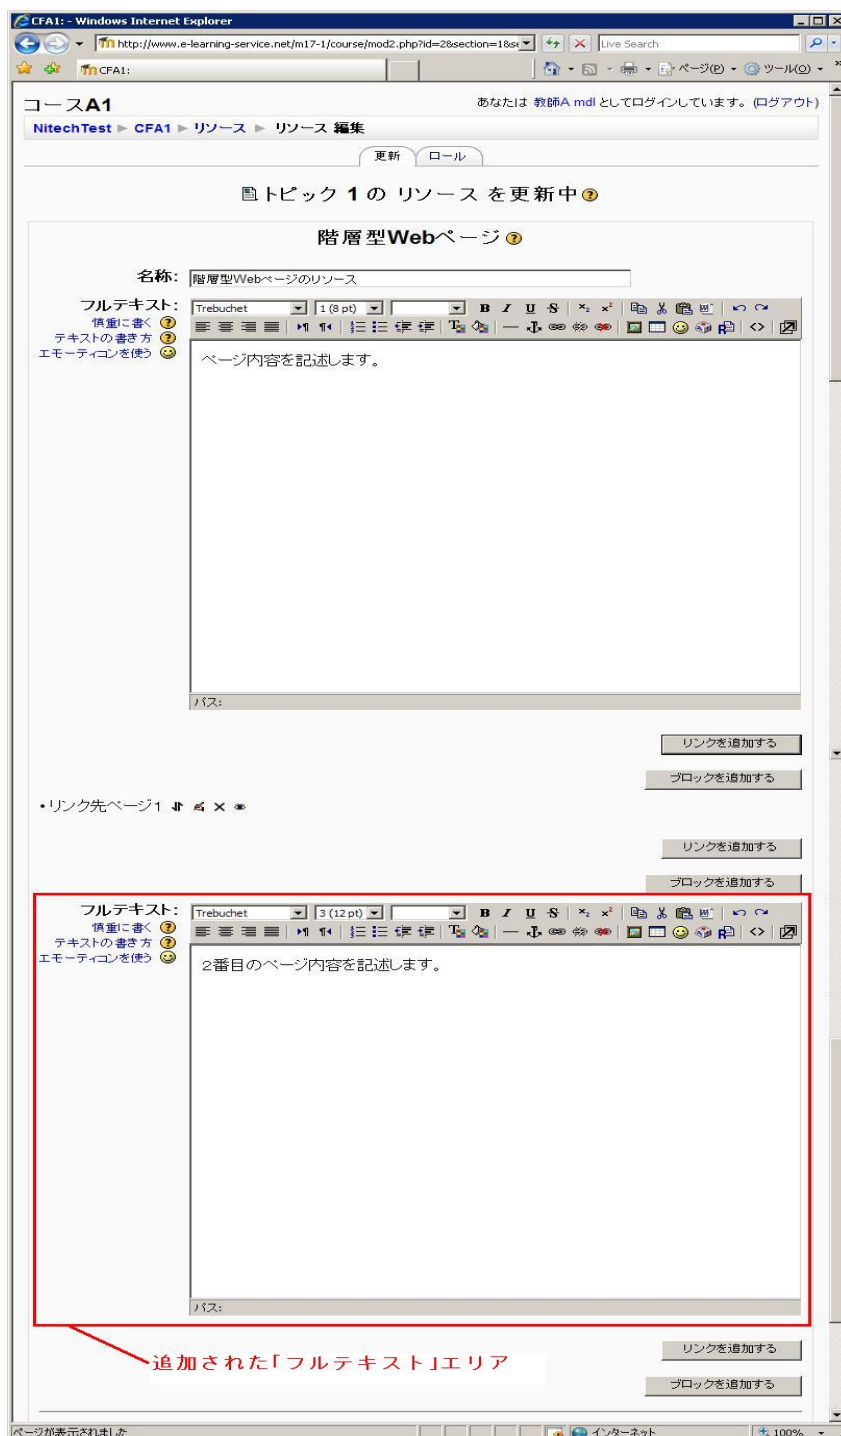 CFA1: - Windows Internet Explorer
http://www.e-learning-service.net/m17-1/course/mod2.php?id=2&section=1&se
Live Search
CFA1:
ページ(P)
ツール(O)
コースA1
あなたは 教師A mdl としてログインしています。(ログアウト)
NitechTest ► CFA1 ► リソース ► リソース 編集
更新
ロール
トピック 1 の リソース を更新中
階層型Webページ
名称:
階層型Webページのリソース
フルテキスト:
慎重に書く
テキストの書き方
エモーティコンを使う
Trebuchet
1 (8 pt)
ページ内容を記述します。
パス:
リンクを追加する
ブロックを追加する
•リンク先ページ1
リンクを追加する
ブロックを追加する
フルテキスト:
慎重に書く
テキストの書き方
エモーティコンを使う
Trebuchet
3 (12 pt)
2番目のページ内容を記述します。
パス:
追加された「フルテキスト」エリア
リンクを追加する
ブロックを追加する
ページが表示されました
インターネット
100%